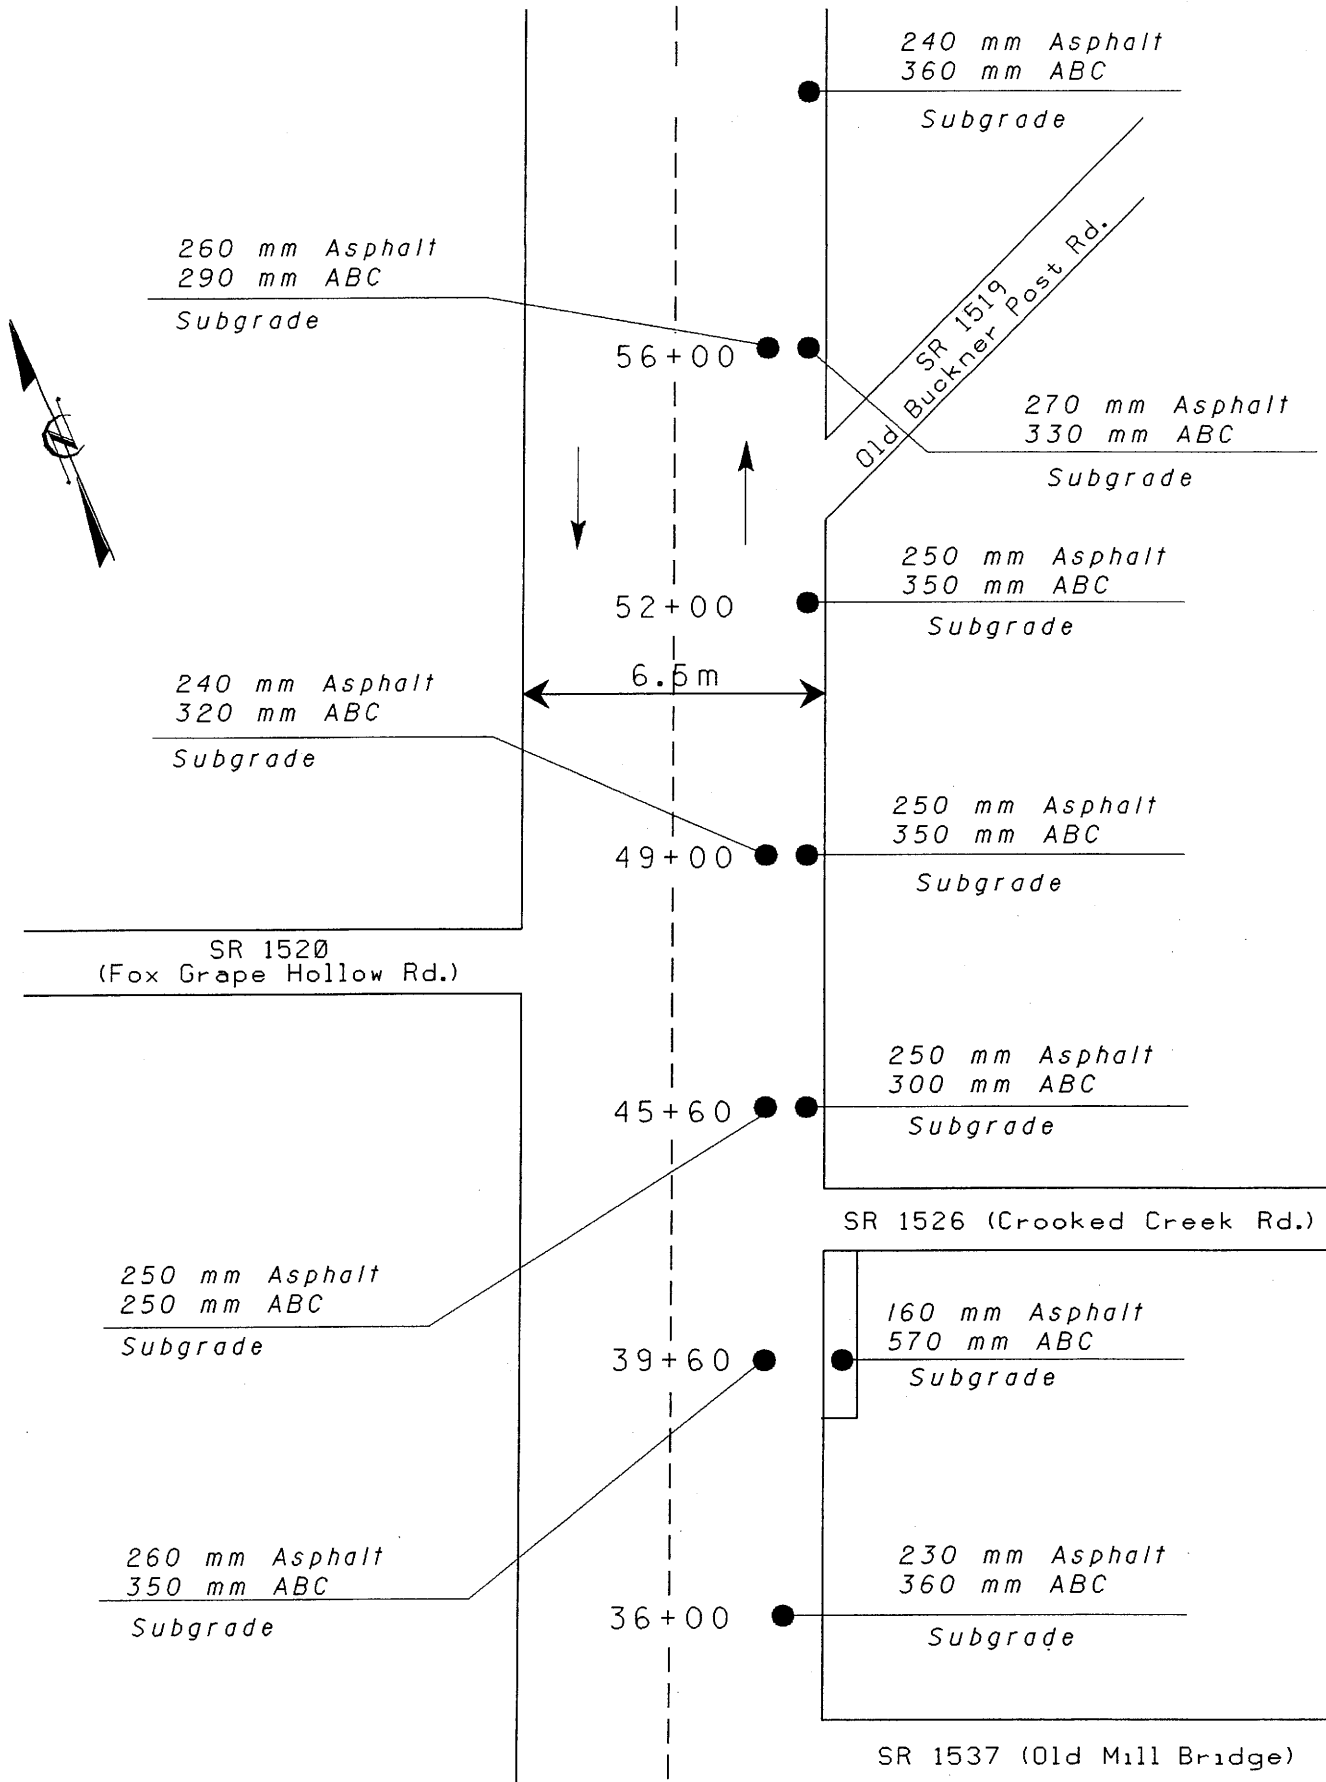 240 mm Asphalt
360 mm ABC
Subgrade
260 mm Asphalt
290 mm ABC
Subgrade
56+00
SR 1519
Old Buckner Post Rd.
270 mm Asphalt
330 mm ABC
Subgrade
N
250 mm Asphalt
350 mm ABC
Subgrade
52+00
6.5m
240 mm Asphalt
320 mm ABC
Subgrade
250 mm Asphalt
350 mm ABC
Subgrade
49+00
SR 1520
(Fox Grape Hollow Rd.)
250 mm Asphalt
300 mm ABC
Subgrade
45+60
SR 1526 (Crooked Creek Rd.)
250 mm Asphalt
250 mm ABC
Subgrade
160 mm Asphalt
570 mm ABC
Subgrade
39+60
260 mm Asphalt
350 mm ABC
Subgrade
230 mm Asphalt
360 mm ABC
Subgrade
36+00
SR 1537 (Old Mill Bridge)